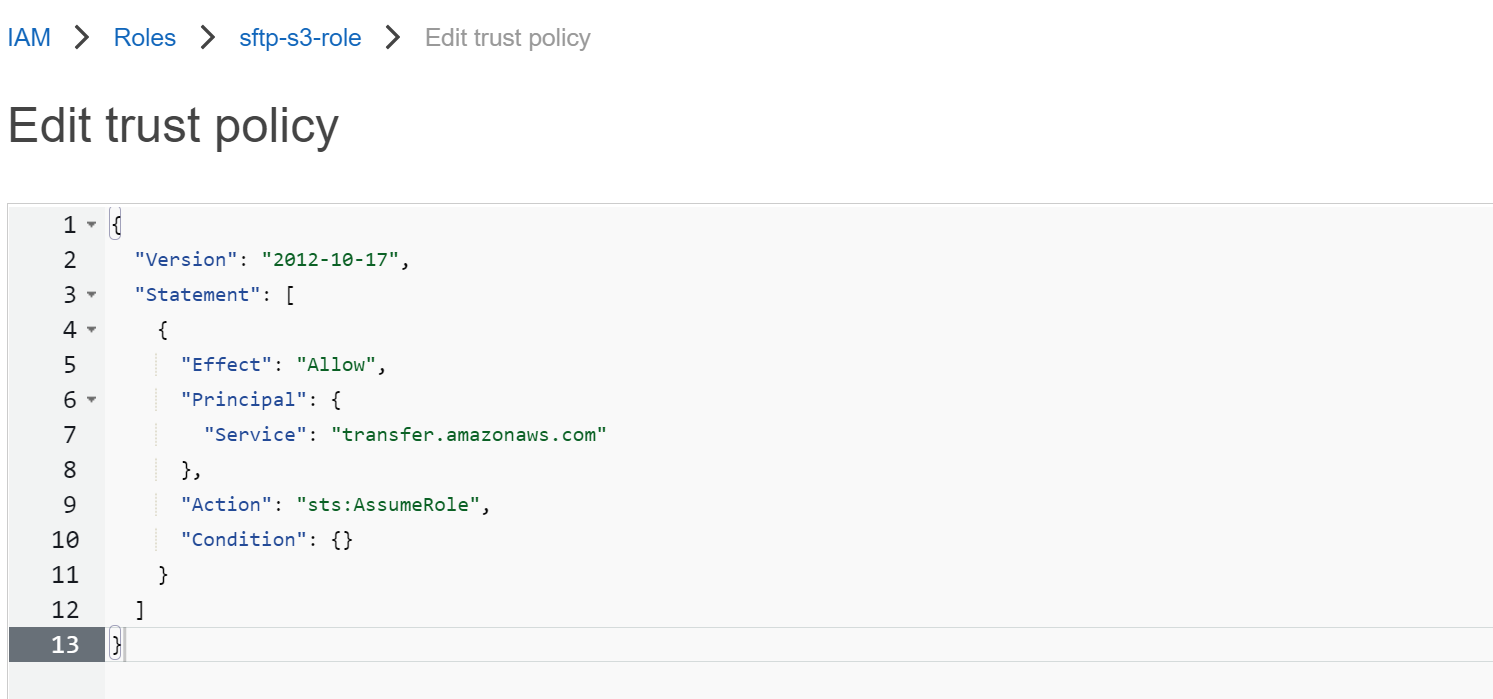 IAM > Roles > sftp-s3-role > Edit trust policy
Edit trust policy
1 {
2 "Version": "2012-10-17",
3 "Statement": [
4 {
5 "Effect": "Allow",
6 "Principal": {
7 "Service": "transfer.amazonaws.com"
8 },
9 "Action": "sts:AssumeRole",
10 "Condition": {}
11 }
12 ]
13 }